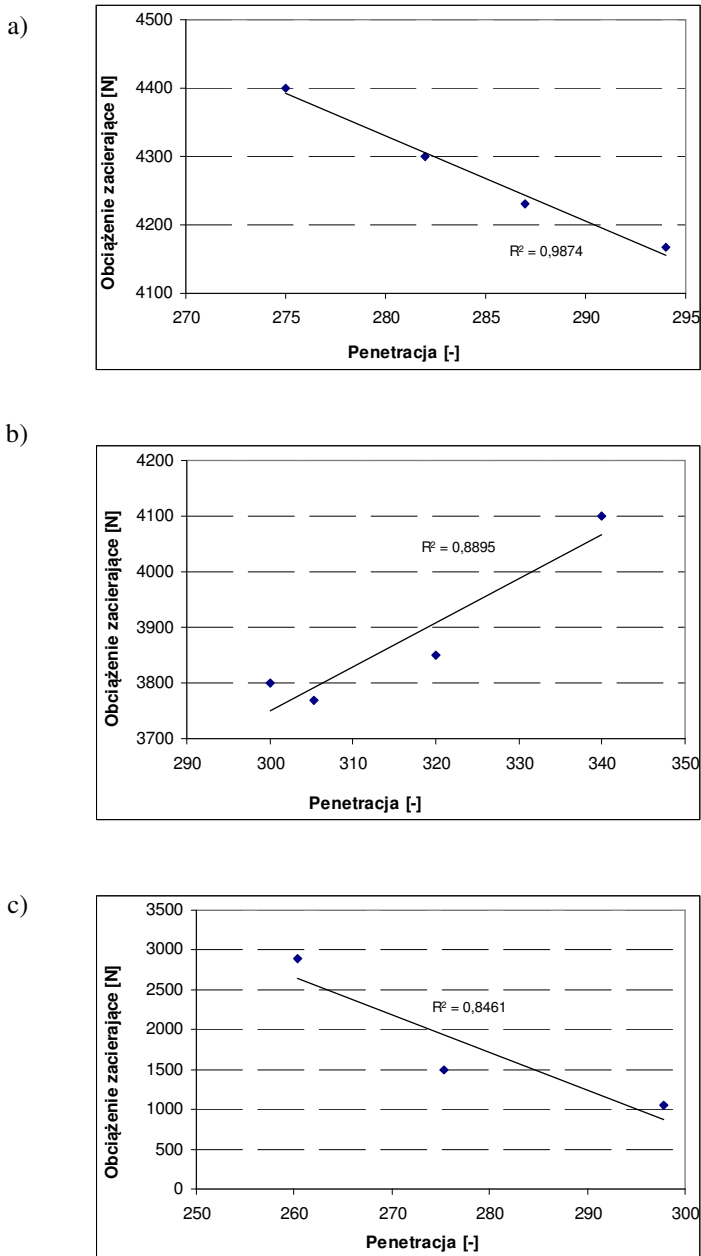 a)
Obciążenie zacierające [N]
4500
4400
4300
4200
4100
R² = 0,9874
270 275 280 285 290 295
Penetracja [-]
b)
Obciążenie zacierające [N]
4200
4100
4000
3900
3800
3700
R² = 0,8895
290 300 310 320 330 340 350
Penetracja [-]
c)
Obciążenie zacierające [N]
3500
3000
2500
2000
1500
1000
500
0
R² = 0,8461
250 260 270 280 290 300
Penetracja [-]